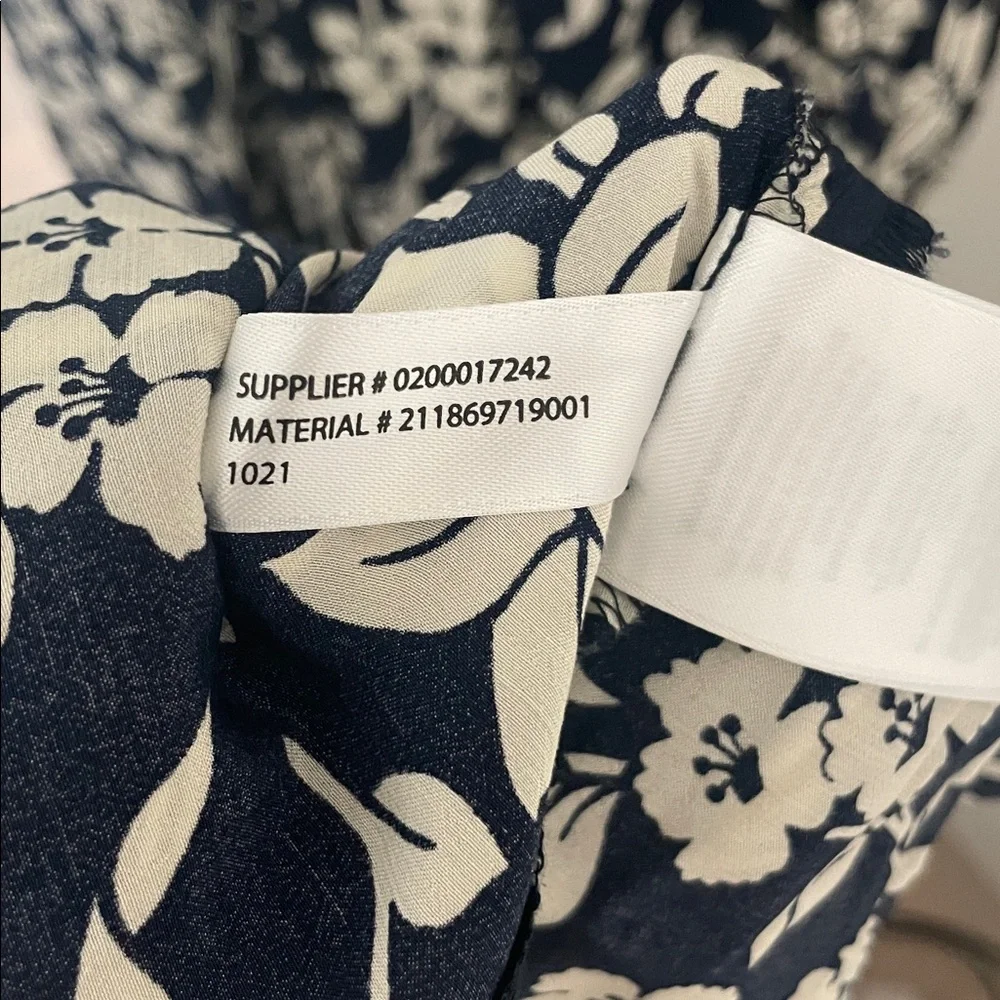 SUPPLIER # 0200017242
MATERIAL # 211869719001
1021